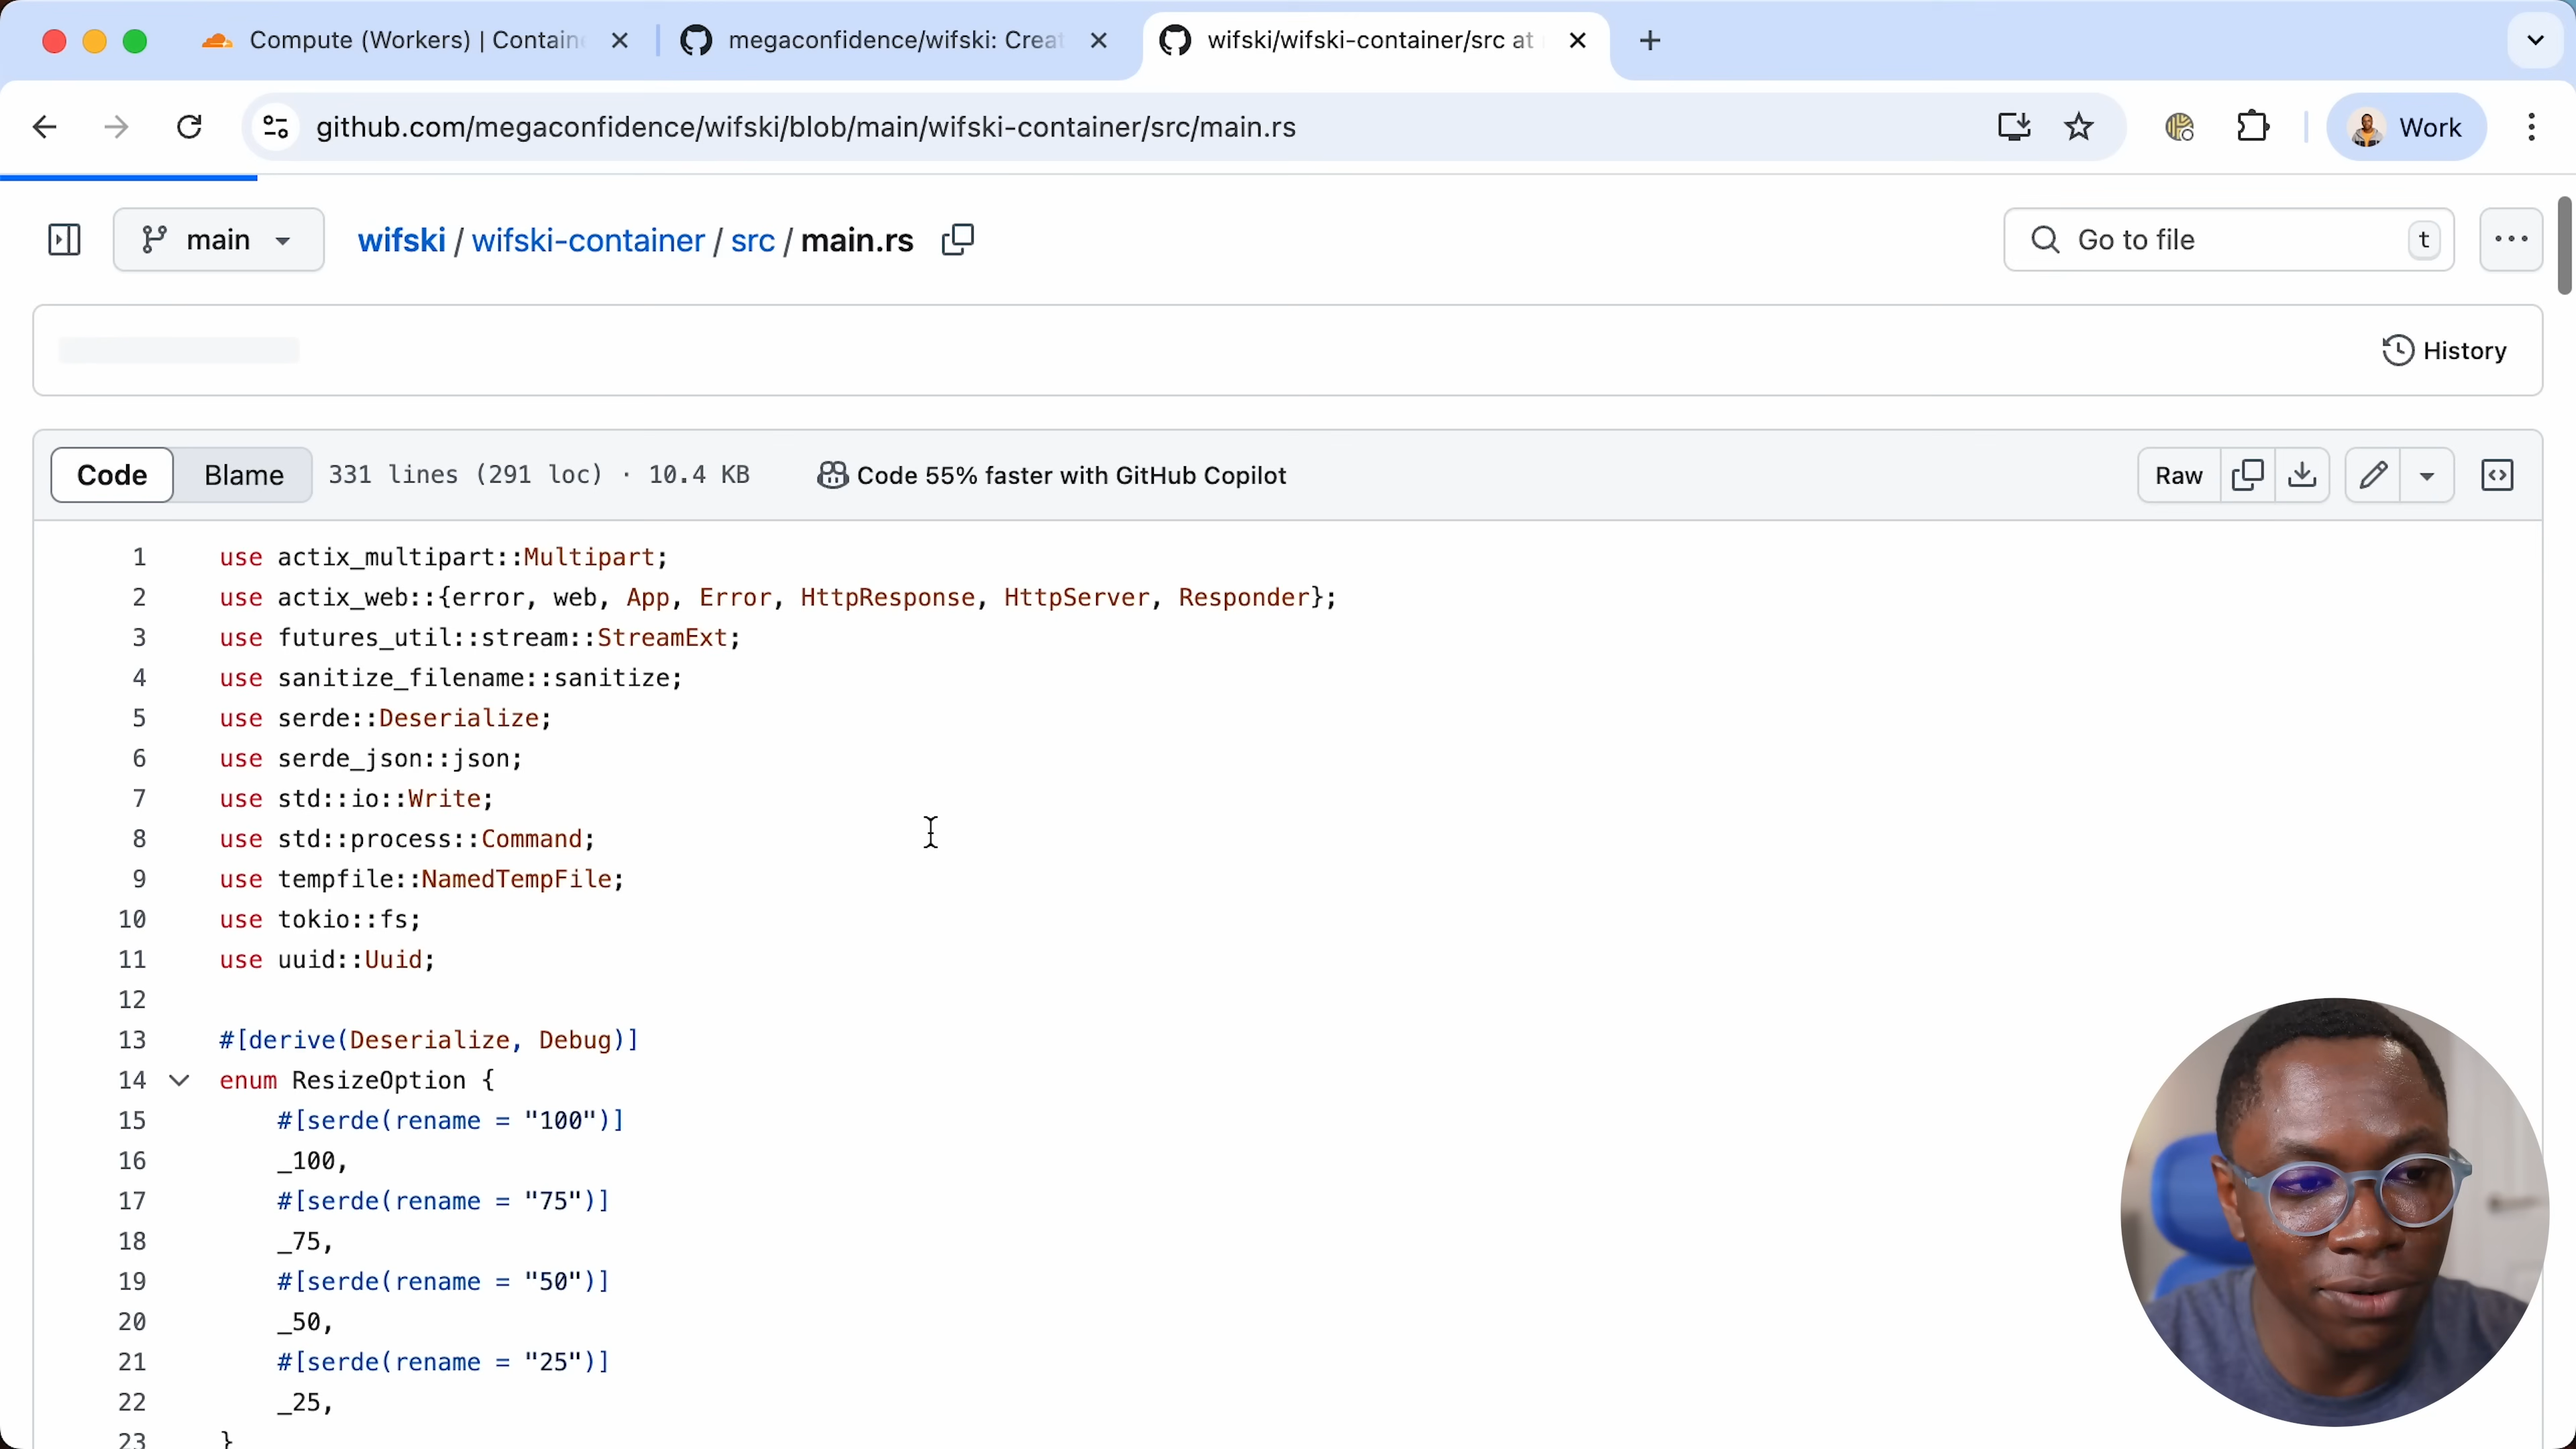 Compute (Workers) | Contain
megaconfidence/wifski: Creat
wifski/wifski-container/src at
github.com/megaconfidence/wifski/blob/main/wifski-container/src/main.rs
Work
main
wifski / wifski-container / src / main.rs
Go to file
t
History
Code
Blame
331 lines (291 loc) · 10.4 KB
Code 55% faster with GitHub Copilot
Raw
1 use actix_multipart::Multipart;
2 use actix_web::{error, web, App, Error, HttpResponse, HttpServer, Responder};
3 use futures_util::stream::StreamExt;
4 use sanitize_filename::sanitize;
5 use serde::Deserialize;
6 use serde_json::json;
7 use std::io::Write;
8 use std::process::Command;
9 use tempfile::NamedTempFile;
10 use tokio::fs;
11 use uuid::Uuid;
12
13 #[derive(Deserialize, Debug)]
14 enum ResizeOption {
15 #[serde(rename = "100")]
16 _100,
17 #[serde(rename = "75")]
18 _75,
19 #[serde(rename = "50")]
20 _50,
21 #[serde(rename = "25")]
22 _25,
23 }